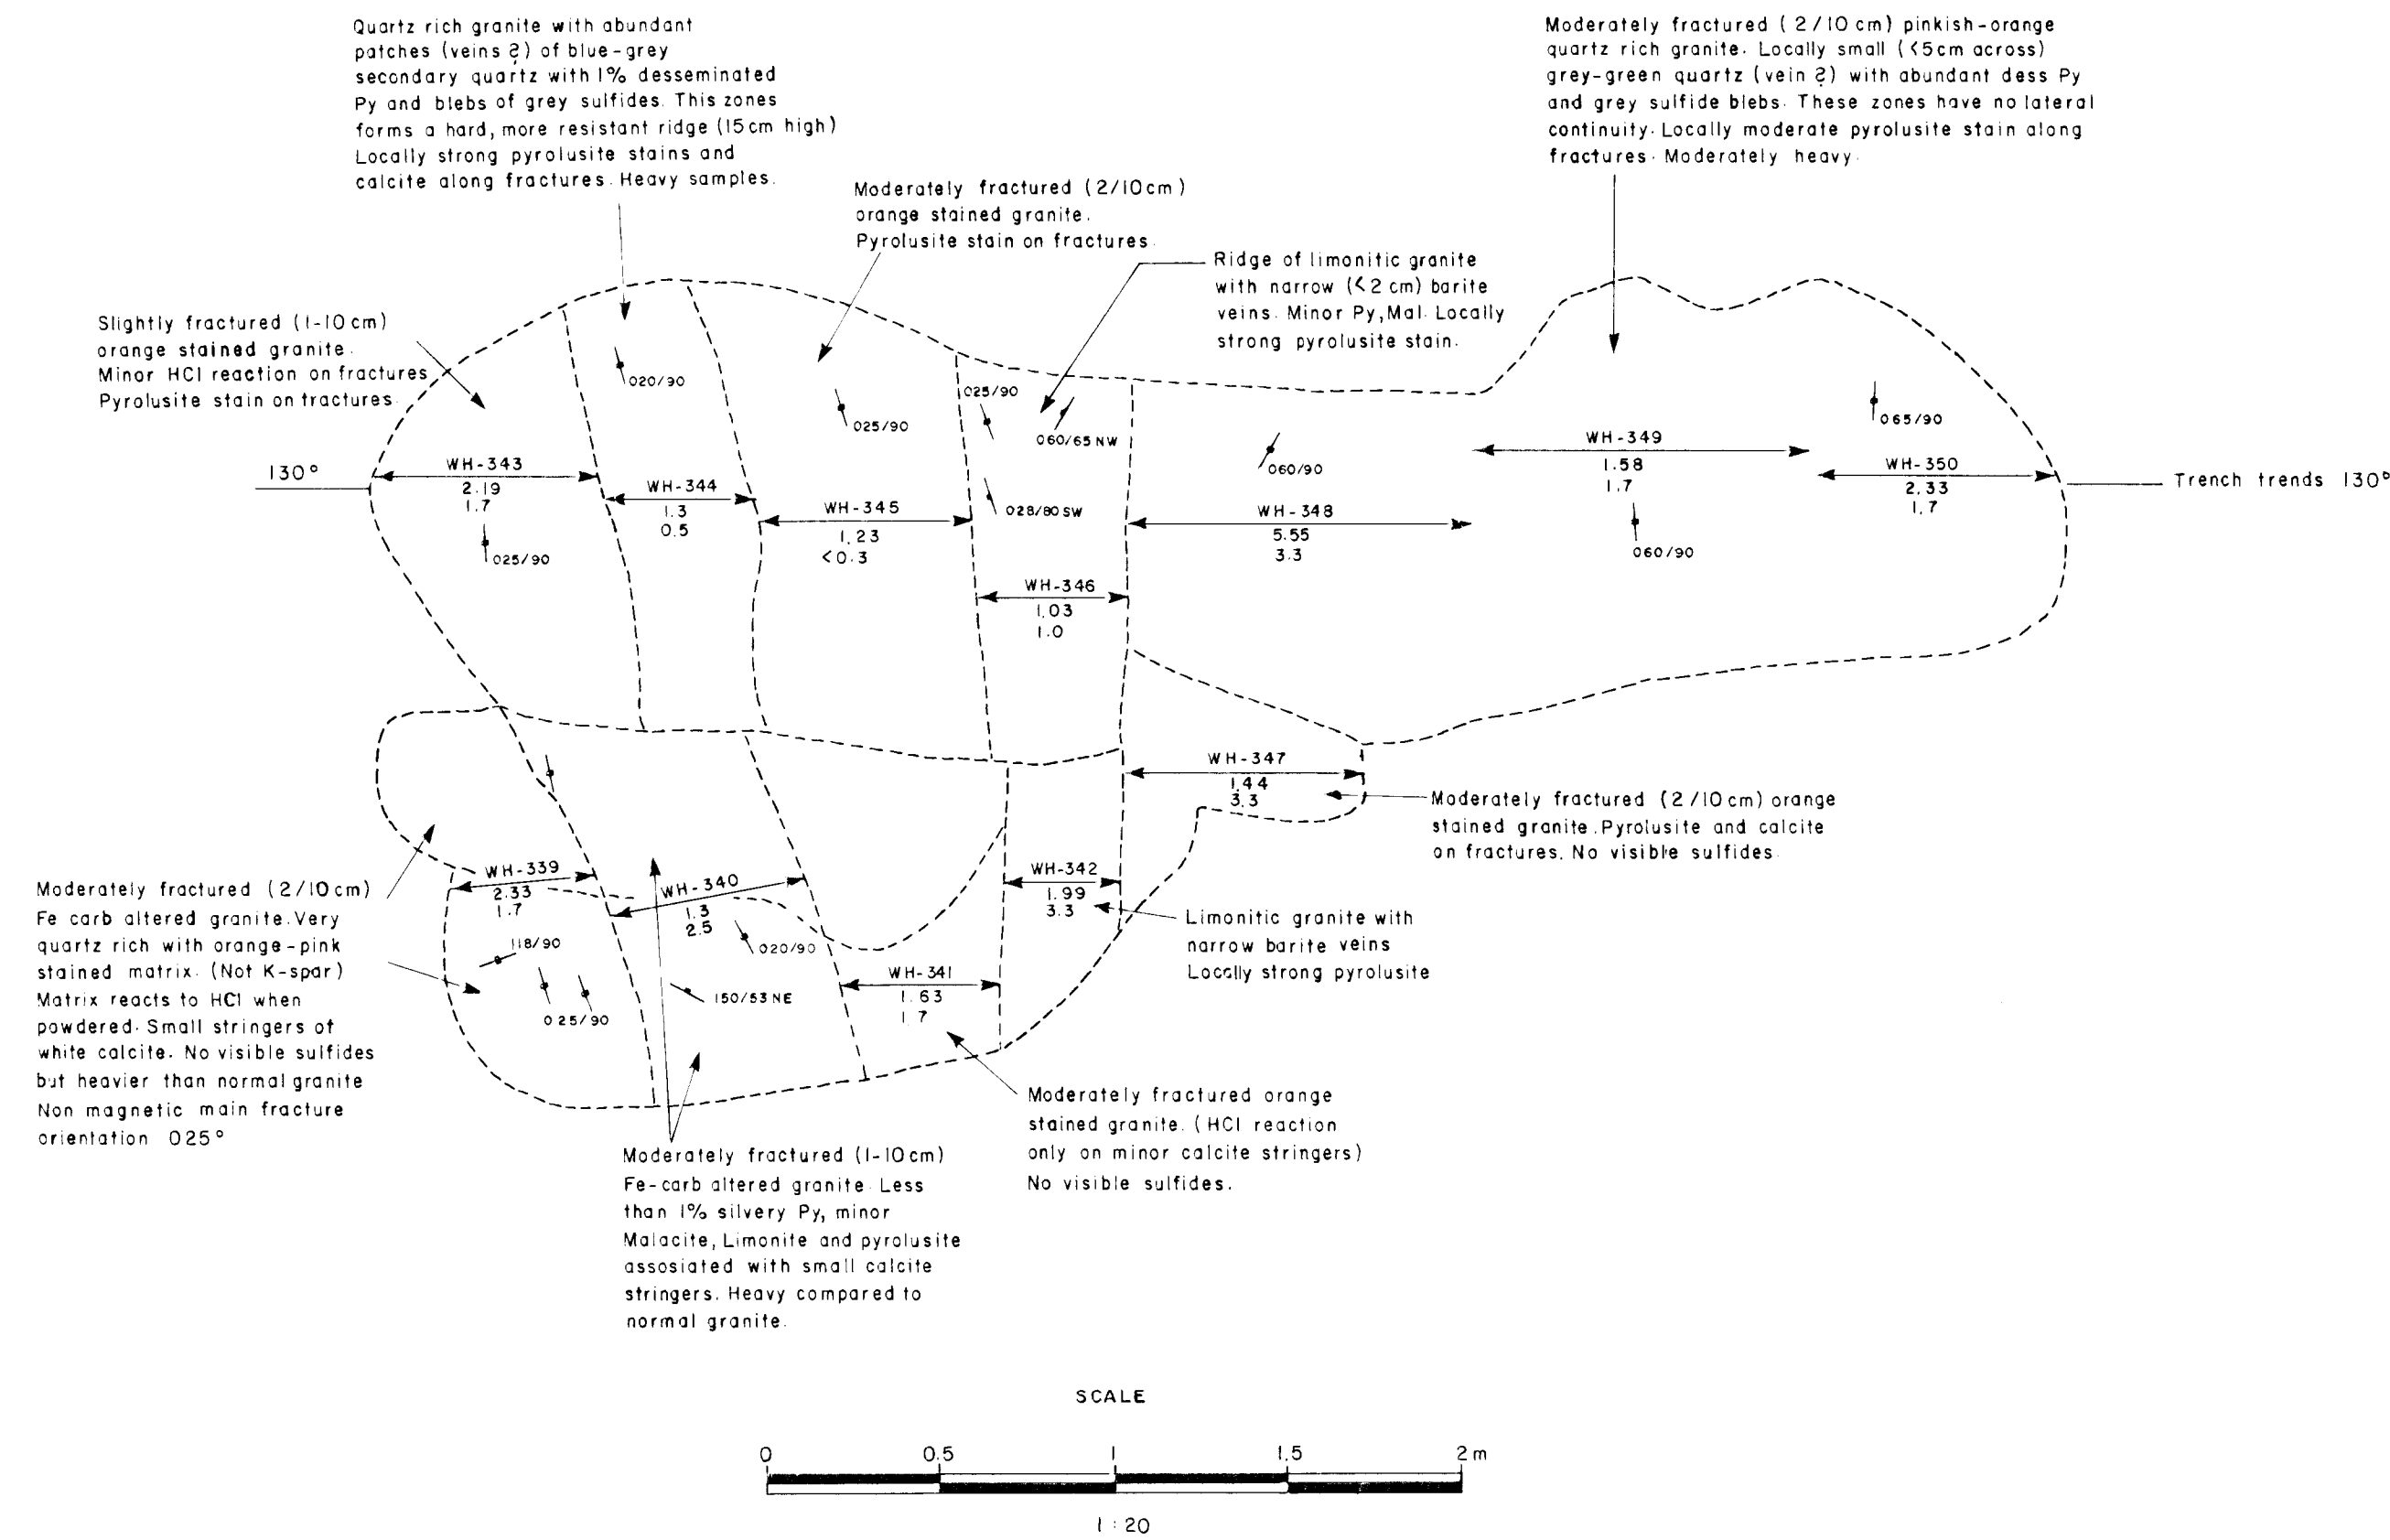 Quartz rich granite with abundant
patches (veins ?) of blue-grey
secondary quartz with 1% desseminated
Py and blebs of grey sulfides. This zones
forms a hard, more resistant ridge (15cm high)
Locally strong pyrolusite stains and
calcite along fractures. Heavy samples.
Moderately fractured (2/10 cm) pinkish-orange
quartz rich granite. Locally small (<5cm across)
grey-green quartz (vein ?) with abundant dess Py
and grey sulfide blebs. These zones have no lateral
continuity. Locally moderate pyrolusite stain along
fractures. Moderately heavy.
Moderately fractured (2/10cm)
orange stained granite.
Pyrolusite stain on fractures.
Ridge of limonitic granite
with narrow (<2 cm) barite
veins. Minor Py, Mal. Locally
strong pyrolusite stain.
Slightly fractured (1-10cm)
orange stained granite.
Minor HCl reaction on fractures
Pyrolusite stain on tractures.
020/90
025/90
025/90
060/65 NW
060/90
065/90
130°
WH-343
2.19
1.7
025/90
WH-344
1.3
0.5
WH-345
1.23
<0.3
028/80 SW
WH-346
1.03
1.0
WH-348
5.55
3.3
WH-349
1.58
1.7
060/90
WH-350
2.33
1.7
Trench trends 130°
WH-347
1.44
3.3
Moderately fractured (2/10cm) orange
stained granite. Pyrolusite and calcite
on fractures. No visible sulfides.
Moderately fractured (2/10cm)
Fe carb altered granite. Very
quartz rich with orange-pink
stained matrix. (Not K-spar)
Matrix reacts to HCl when
powdered. Small stringers of
white calcite. No visible sulfides
but heavier than normal granite
Non magnetic main fracture
orientation 025°
WH-339
2.33
1.7
118/90
025/90
WH-340
1.3
2.5
020/90
150/53 NE
WH-341
1.63
1.7
WH-342
1.99
3.3
Limonitic granite with
narrow barite veins
Locally strong pyrolusite
Moderately fractured orange
stained granite. (HCl reaction
only on minor calcite stringers)
No visible sulfides.
Moderately fractured (1-10cm)
Fe-carb altered granite. Less
than 1% silvery Py, minor
Malacite, Limonite and pyrolusite
assosiated with small calcite
stringers. Heavy compared to
normal granite.
SCALE
0 0.5 1 1.5 2 m
1 : 20